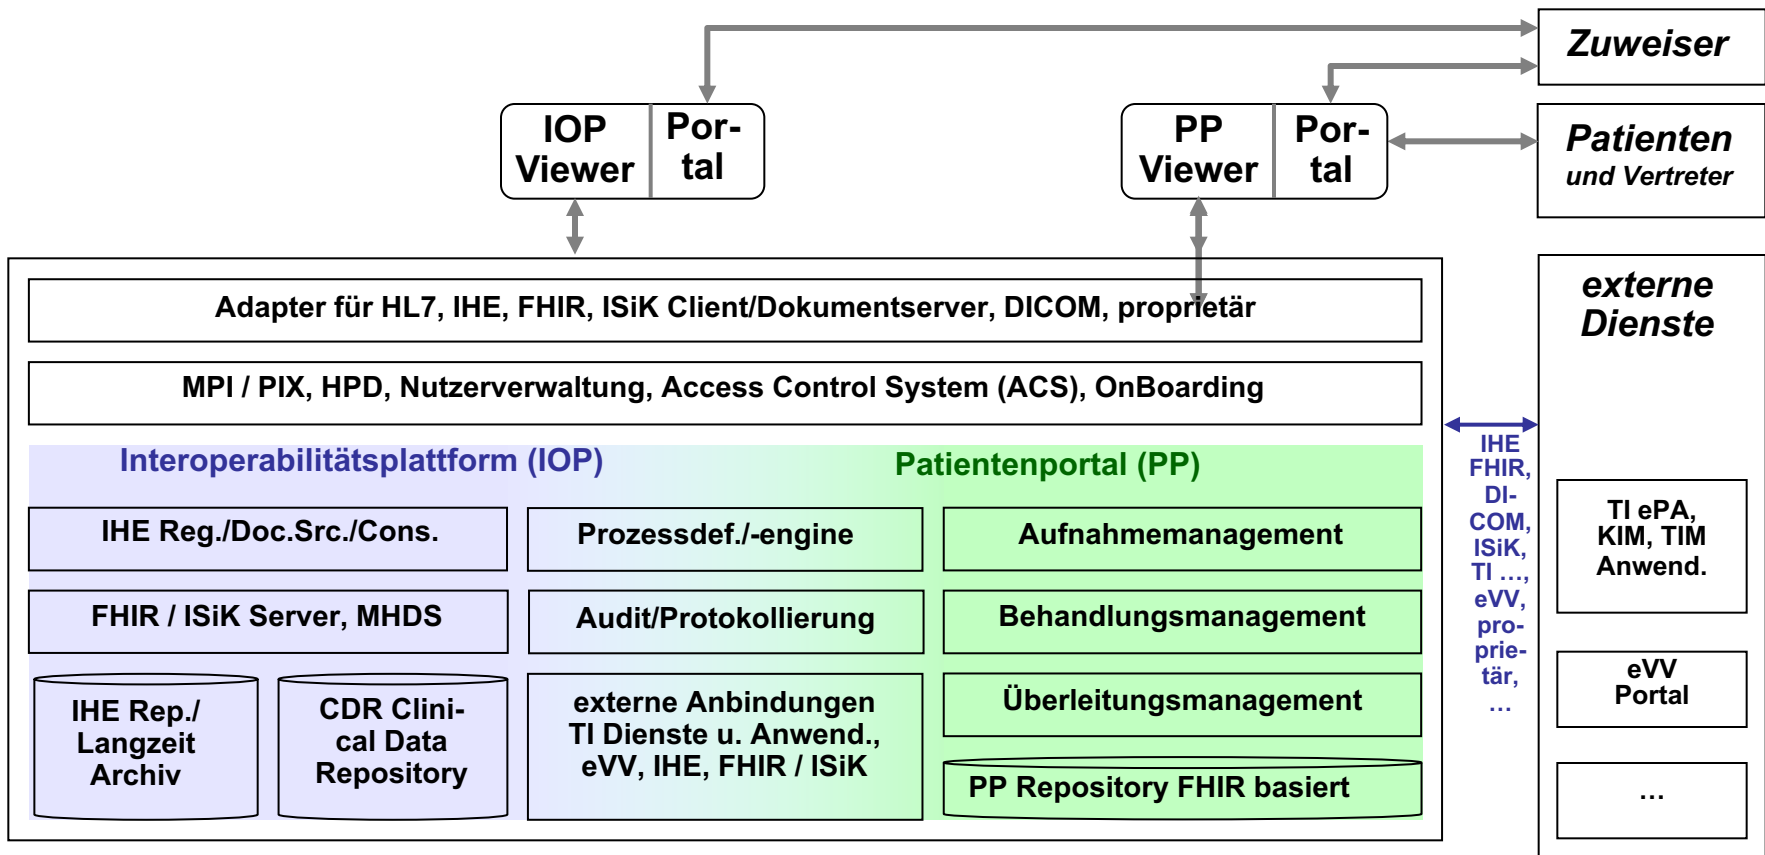 Zuweiser
IOP
Viewer
Por-
tal
PP
Viewer
Por-
tal
Patienten
und Vertreter
Adapter für HL7, IHE, FHIR, ISiK Client/Dokumentserver, DICOM, proprietär
MPI / PIX, HPD, Nutzerverwaltung, Access Control System (ACS), OnBoarding
Interoperabilitätsplattform (IOP)
Patientenportal (PP)
IHE Reg./Doc.Src./Cons.
FHIR / ISiK Server, MHDS
IHE Rep./
Langzeit
Archiv
CDR Clini-
cal Data
Repository
Prozessdef./-engine
Audit/Protokollierung
externe Anbindungen
TI Dienste u. Anwend.,
eVV, IHE, FHIR / ISiK
Aufnahmemanagement
Behandlungsmanagement
Überleitungsmanagement
PP Repository FHIR basiert
IHE
FHIR,
DI-
COM,
ISiK,
TI …,
eVV,
pro-
prie-
tär,
…
externe
Dienste
TI ePA,
KIM, TIM
Anwend.
eVV
Portal
…